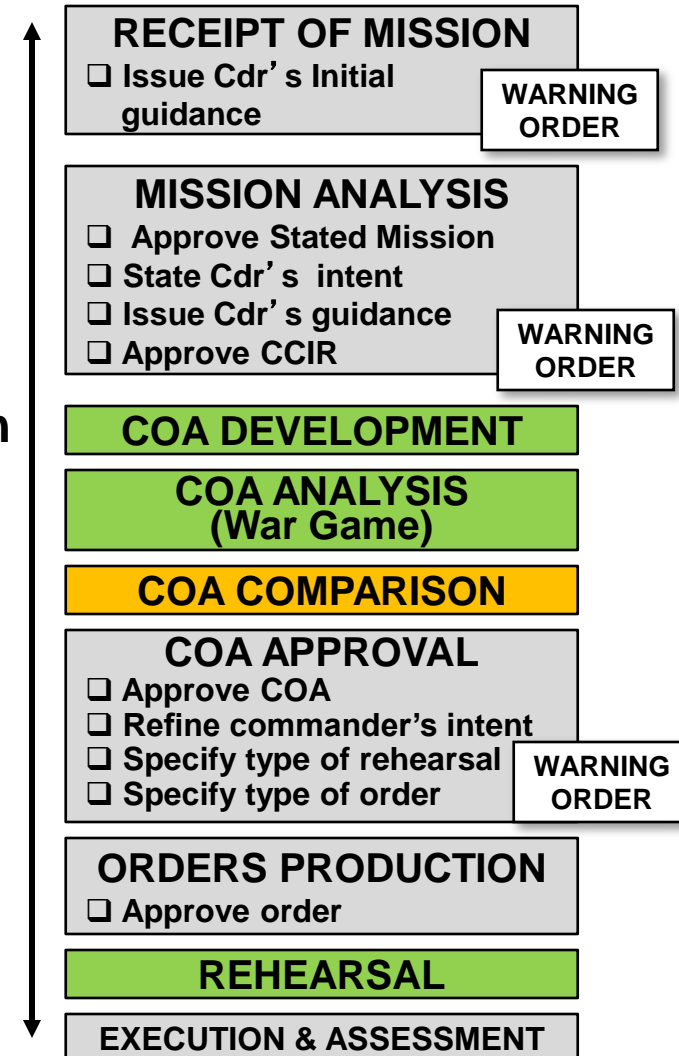 RECEIPT OF MISSION
❑ Issue Cdr’s Initial
guidance
WARNING
ORDER
MISSION ANALYSIS
❑ Approve Stated Mission
❑ State Cdr’s intent
❑ Issue Cdr’s guidance
❑ Approve CCIR
WARNING
ORDER
n
COA DEVELOPMENT
COA ANALYSIS
(War Game)
COA COMPARISON
COA APPROVAL
❑ Approve COA
❑ Refine commander’s intent
❑ Specify type of rehearsal
❑ Specify type of order
WARNING
ORDER
ORDERS PRODUCTION
❑ Approve order
REHEARSAL
EXECUTION & ASSESSMENT